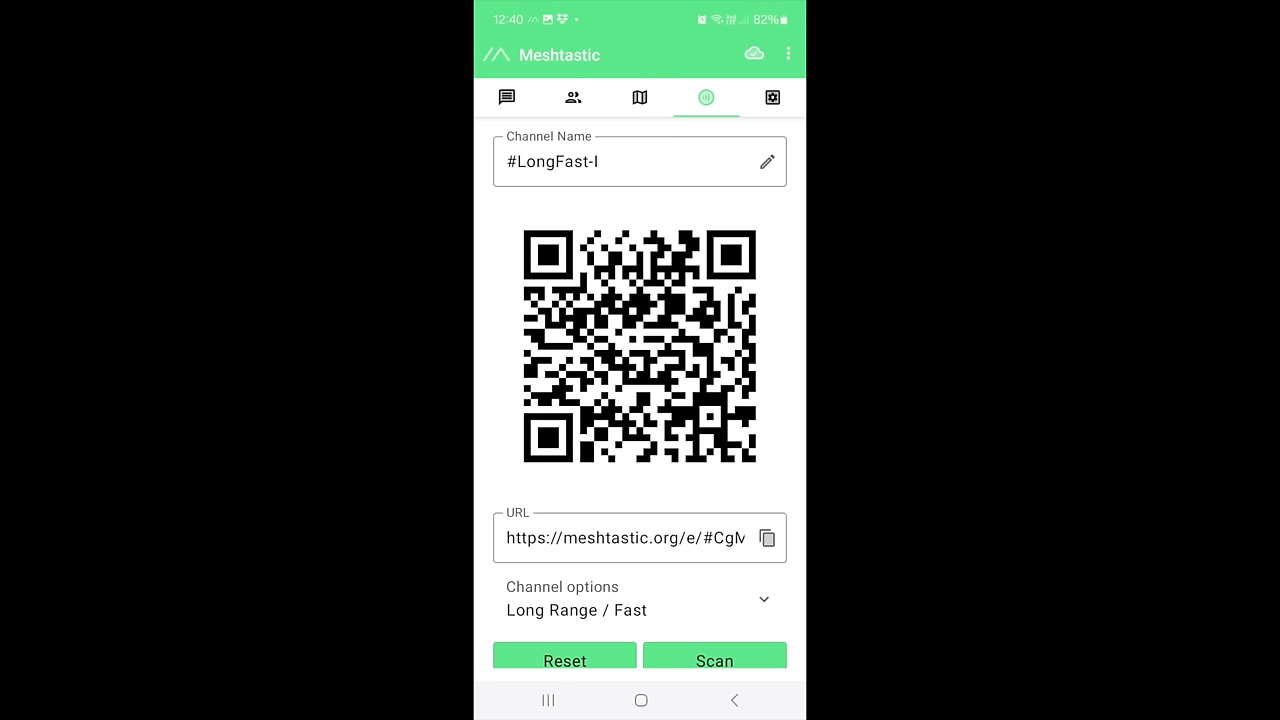 12:40 82%
Meshtastic
Channel Name
#LongFast-I
URL
https://meshtastic.org/e/#CgM
Channel options
Long Range / Fast
Reset Scan